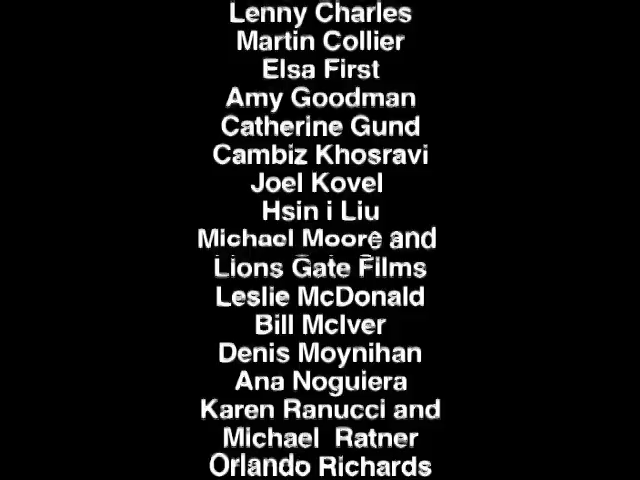 Lenny Charles
Martin Collier
Elsa First
Amy Goodman
Catherine Gund
Cambiz Khosravi
Joel Kovel
Hsin i Liu
Michael Moore and
Lions Gate Films
Leslie McDonald
Bill McIver
Denis Moynihan
Ana Noguiera
Karen Ranucci and
Michael Ratner
Orlando Richards